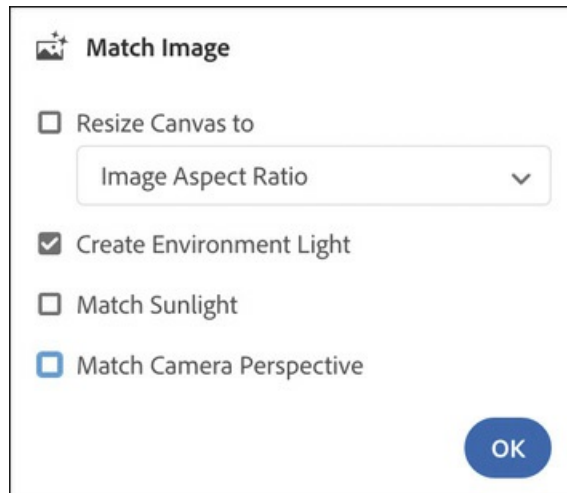 Match Image
Resize Canvas to
Image Aspect Ratio
Create Environment Light
Match Sunlight
Match Camera Perspective
OK